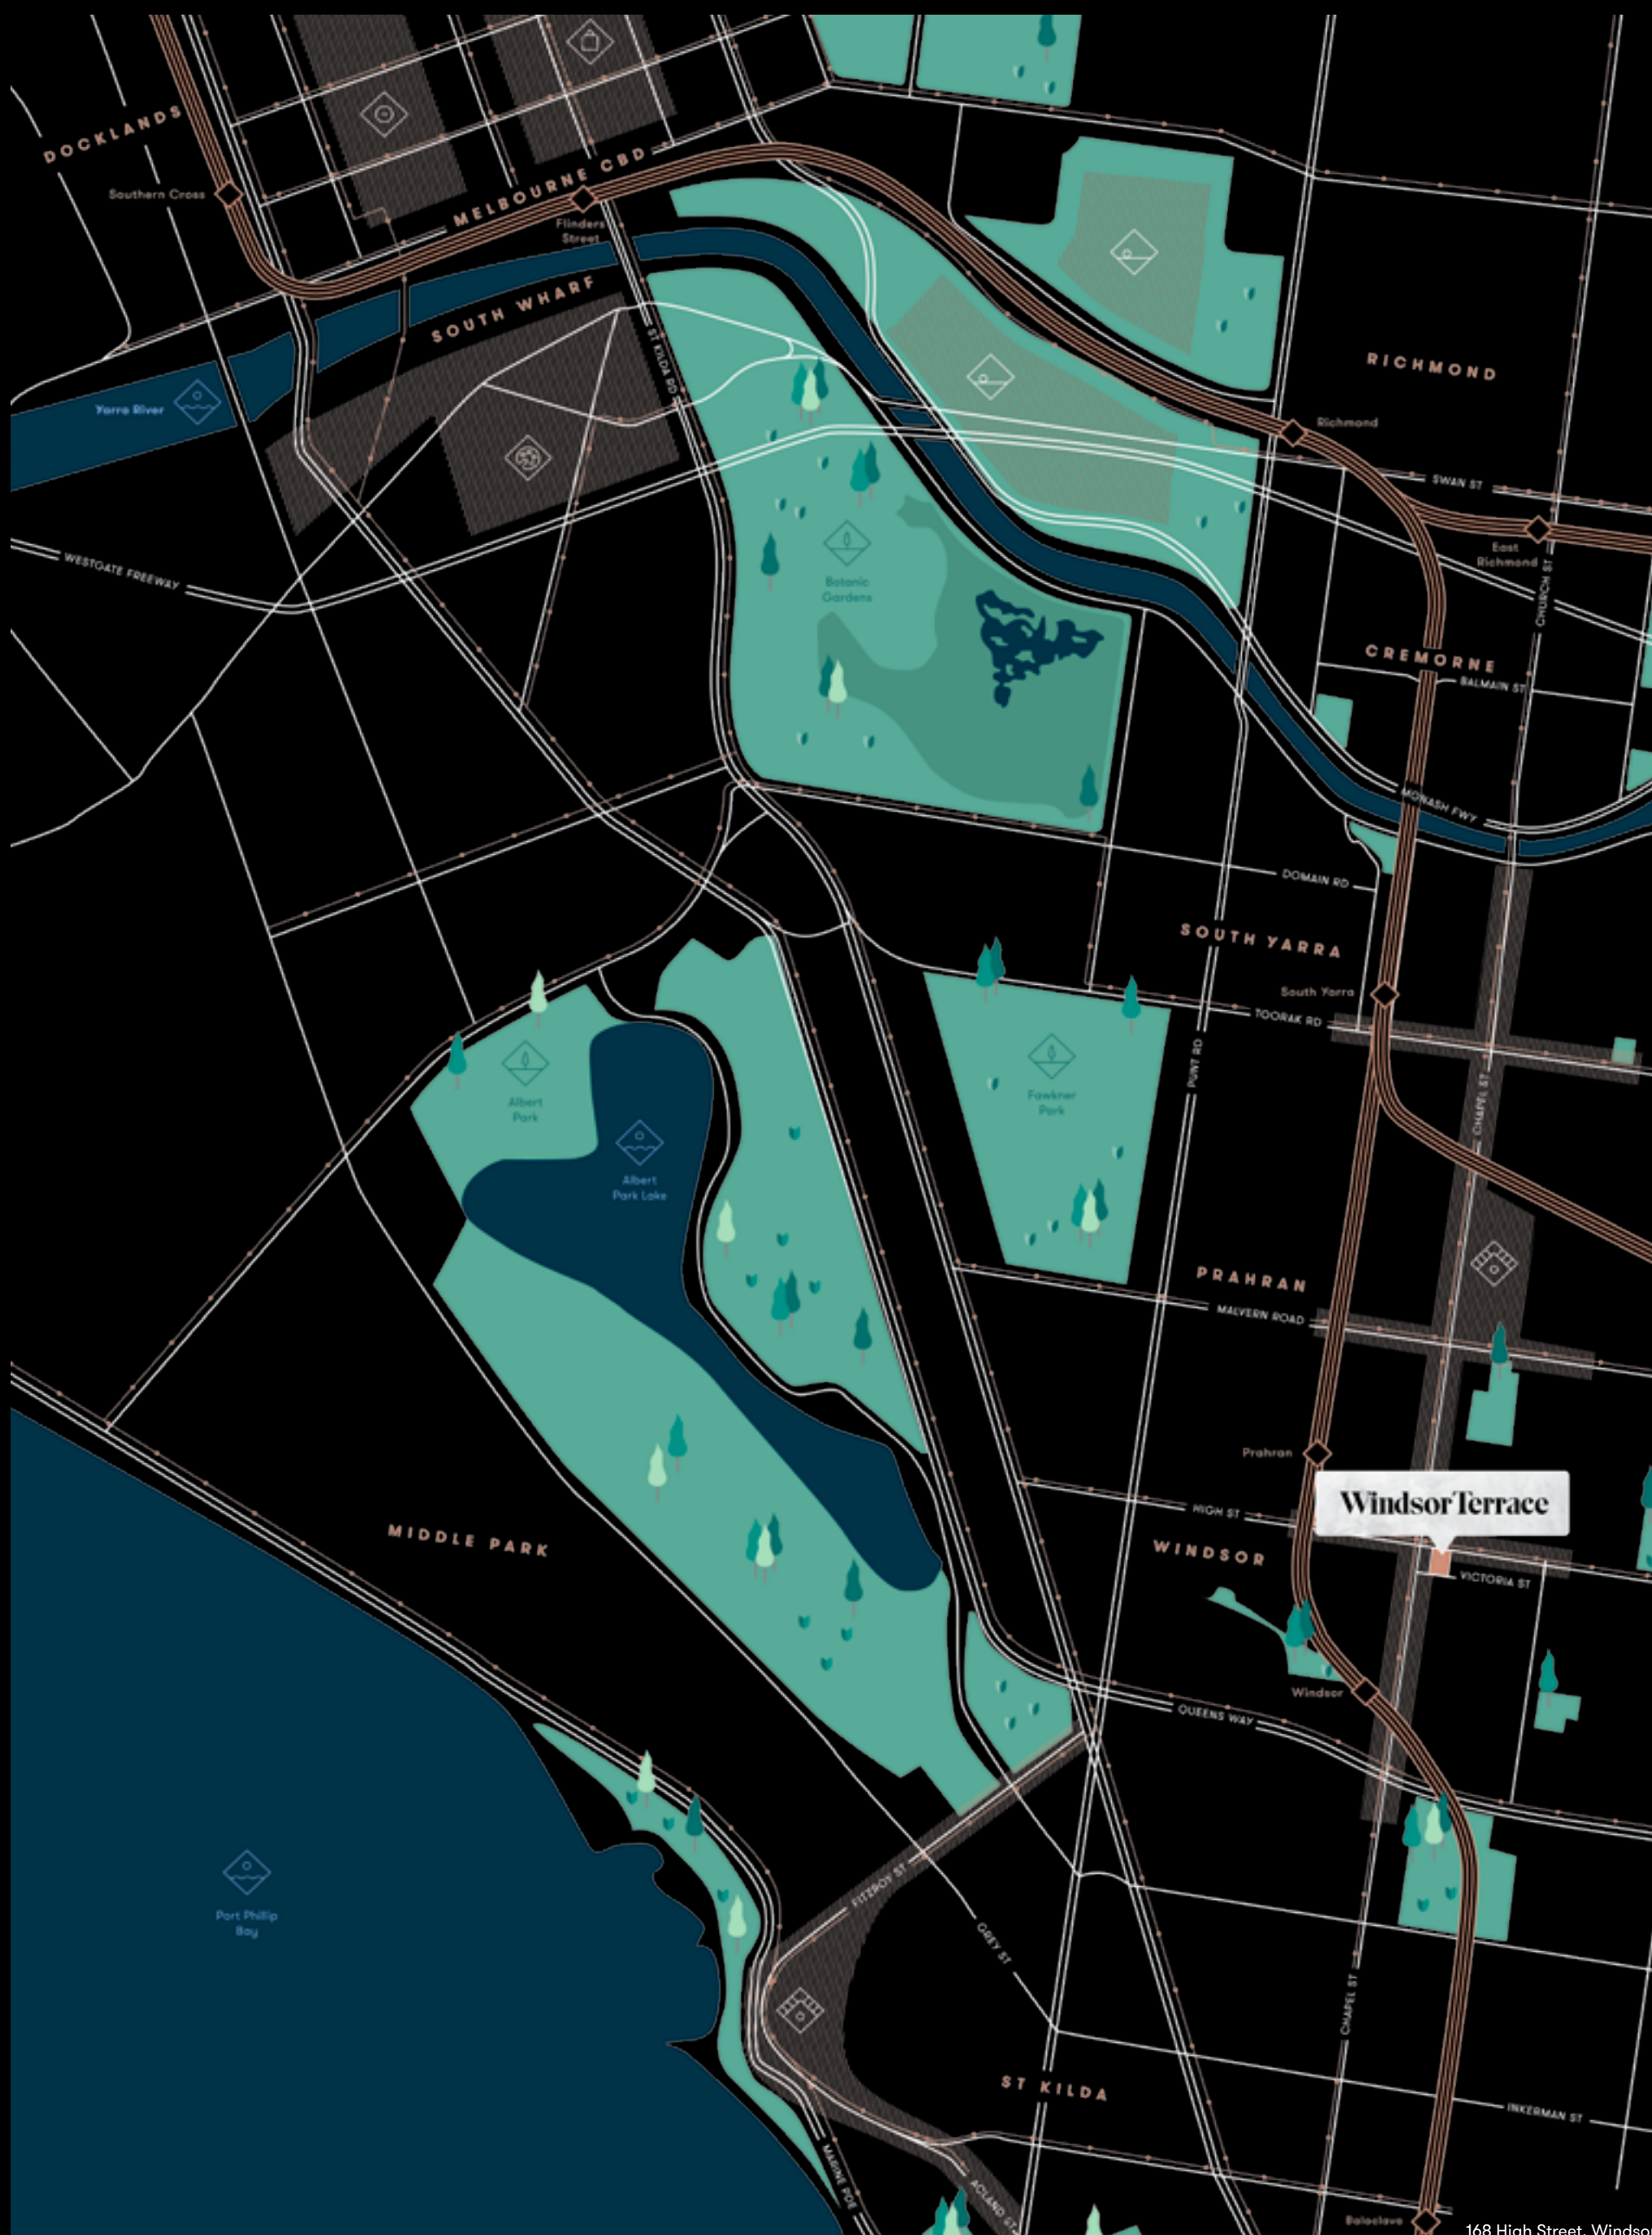 DOCKLANDS
Southern Cross
MELBOURNE CBD
Flinders
Street
SOUTH WHARF
ST KILDA RD
Yarra River
RICHMOND
Richmond
SWAN ST
East
Richmond
CHURCH ST
WESTGATE FREEWAY
Botanic
Gardens
CREMORNE
BALMAIN ST
MONASH FWY
DOMAIN RD
SOUTH YARRA
South Yarra
TOORAK RD
PUNT RD
CHAPEL ST
Fawkner
Park
Albert
Park
Albert
Park Lake
PRAHRAN
MALVERN ROAD
Prahran
Windsor Terrace
HIGH ST
WINDSOR
VICTORIA ST
MIDDLE PARK
Windsor
QUEENS WAY
FITZROY ST
GREY ST
Port Phillip
Bay
CHAPEL ST
ST KILDA
INKERMAN ST
MARINE PDE
ACLAND ST
Balaclava
168 High Street, Windso